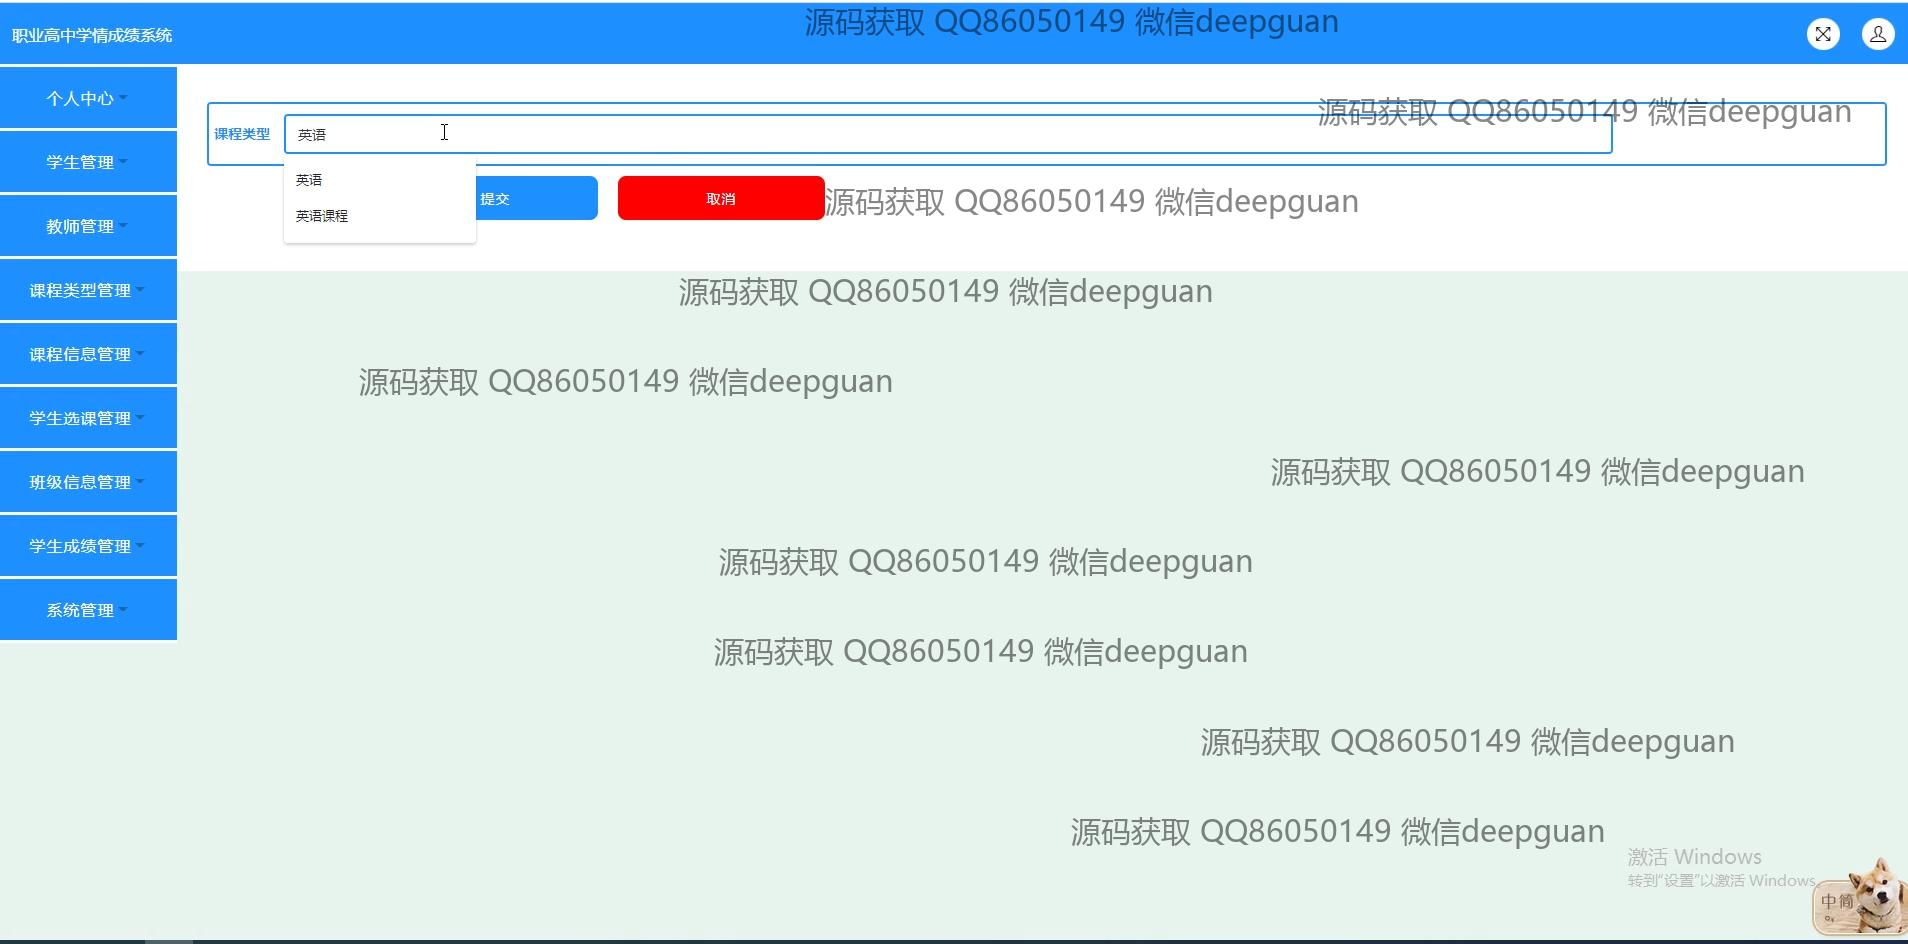 源码获取 QQ86050149 微信deepguan
职业高中学情成绩系统
个人中心
源码获取 QQ86050149 微信deepguan
课程类型
英语
学生管理
英语
提交
取消
源码获取 QQ86050149 微信deepguan
英语课程
教师管理
课程类型管理
源码获取 QQ86050149 微信deepguan
课程信息管理
源码获取 QQ86050149 微信deepguan
学生选课管理
源码获取 QQ86050149 微信deepguan
班级信息管理
学生成绩管理
源码获取 QQ86050149 微信deepguan
系统管理
源码获取 QQ86050149 微信deepguan
源码获取 QQ86050149 微信deepguan
源码获取 QQ86050149 微信deepguan
激活 Windows
转到“设置”以激活 Windows。
中简